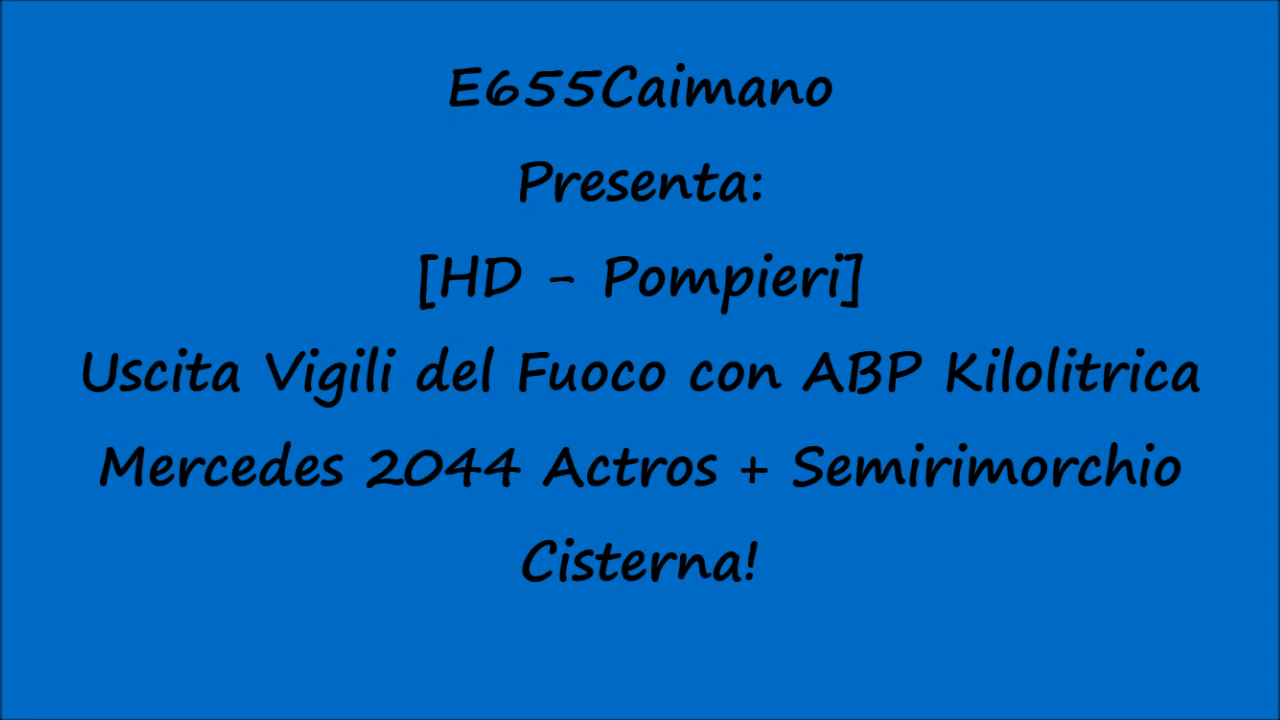 E655Caimano
Presenta:
[HD - Pompieri]
Uscita Vigili del Fuoco con ABP Kilolitrica
Mercedes 2044 Actros + Semirimorchio
Cisterna!